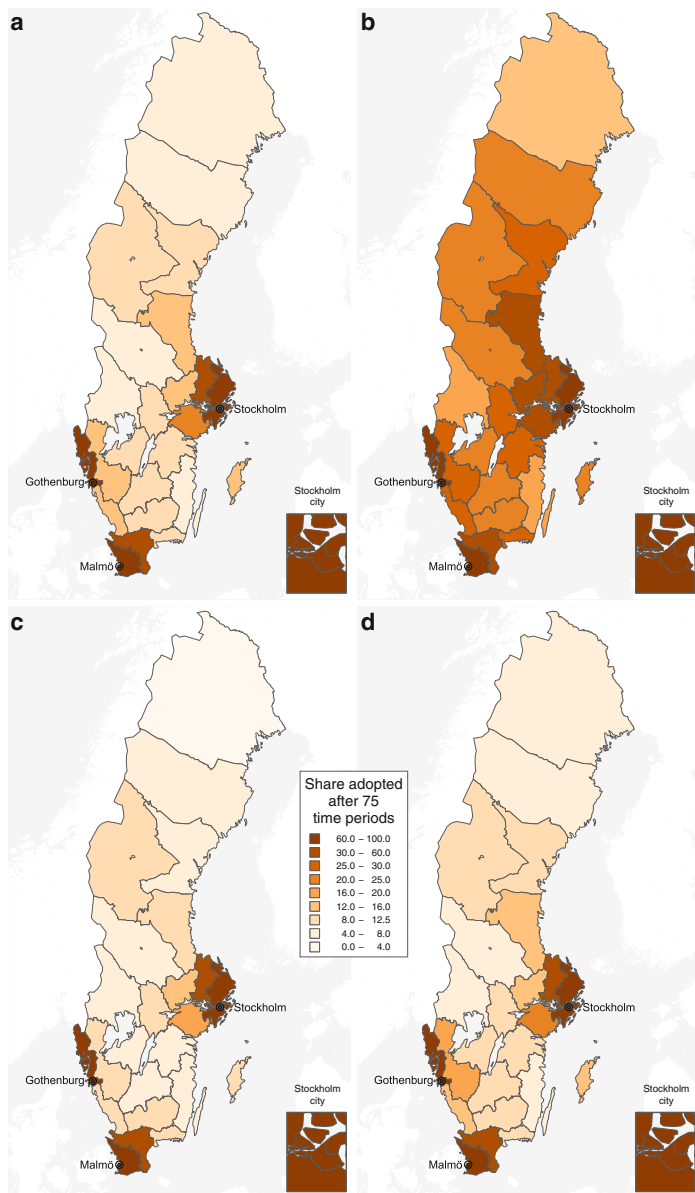 a
b
Stockholm
Stockholm
Gothenburg
Gothenburg
Stockholm
city
Stockholm
city
Malmö
Malmö
c
d
Share adopted
after 75
time periods
60.0 – 100.0
30.0 – 60.0
25.0 – 30.0
20.0 – 25.0
16.0 – 20.0
12.0 – 16.0
8.0 – 12.5
4.0 – 8.0
0.0 – 4.0
Stockholm
Stockholm
Gothenburg
Gothenburg
Stockholm
city
Stockholm
city
Malmö
Malmö